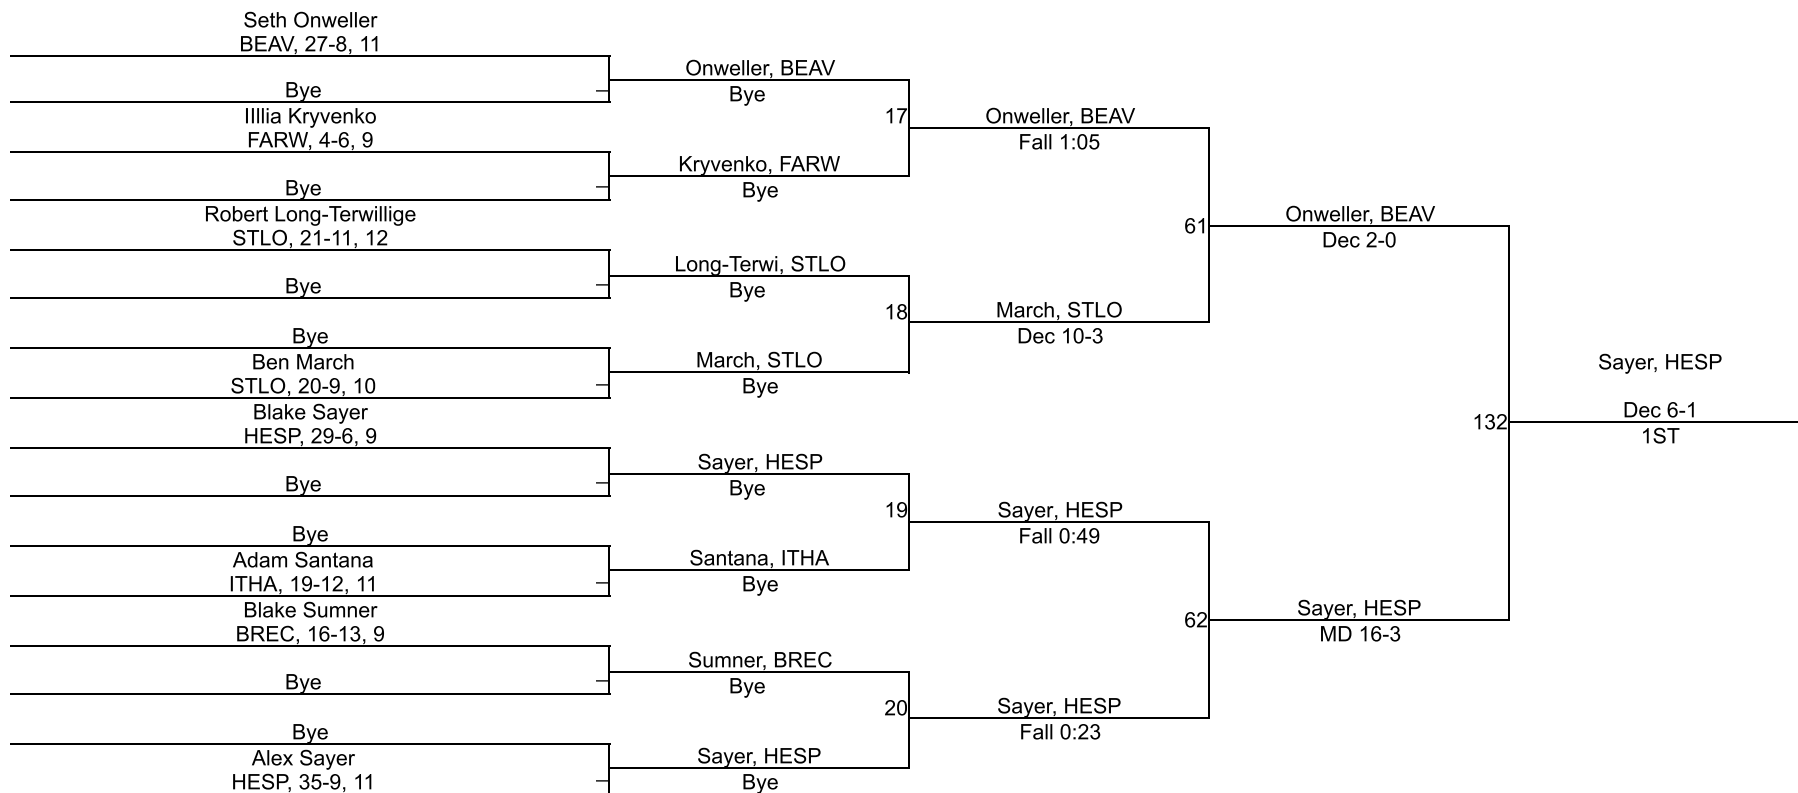 Seth Onweller
BEAV, 27-8, 11
Bye
IIllia Kryvenko
FARW, 4-6, 9
Bye
Robert Long-Terwillige
STLO, 21-11, 12
Bye
Bye
Ben March
STLO, 20-9, 10
Blake Sayer
HESP, 29-6, 9
Bye
Bye
Adam Santana
ITHA, 19-12, 11
Blake Sumner
BREC, 16-13, 9
Bye
Bye
Alex Sayer
HESP, 35-9, 11
Onweller, BEAV
Bye
17
Kryvenko, FARW
Bye
Long-Terwi, STLO
Bye
18
March, STLO
Bye
Sayer, HESP
Bye
19
Santana, ITHA
Bye
Sumner, BREC
Bye
20
Sayer, HESP
Bye
Onweller, BEAV
Fall 1:05
61
March, STLO
Dec 10-3
Sayer, HESP
Fall 0:49
62
Sayer, HESP
Fall 0:23
Onweller, BEAV
Dec 2-0
132
Sayer, HESP
MD 16-3
Sayer, HESP
Dec 6-1
1ST